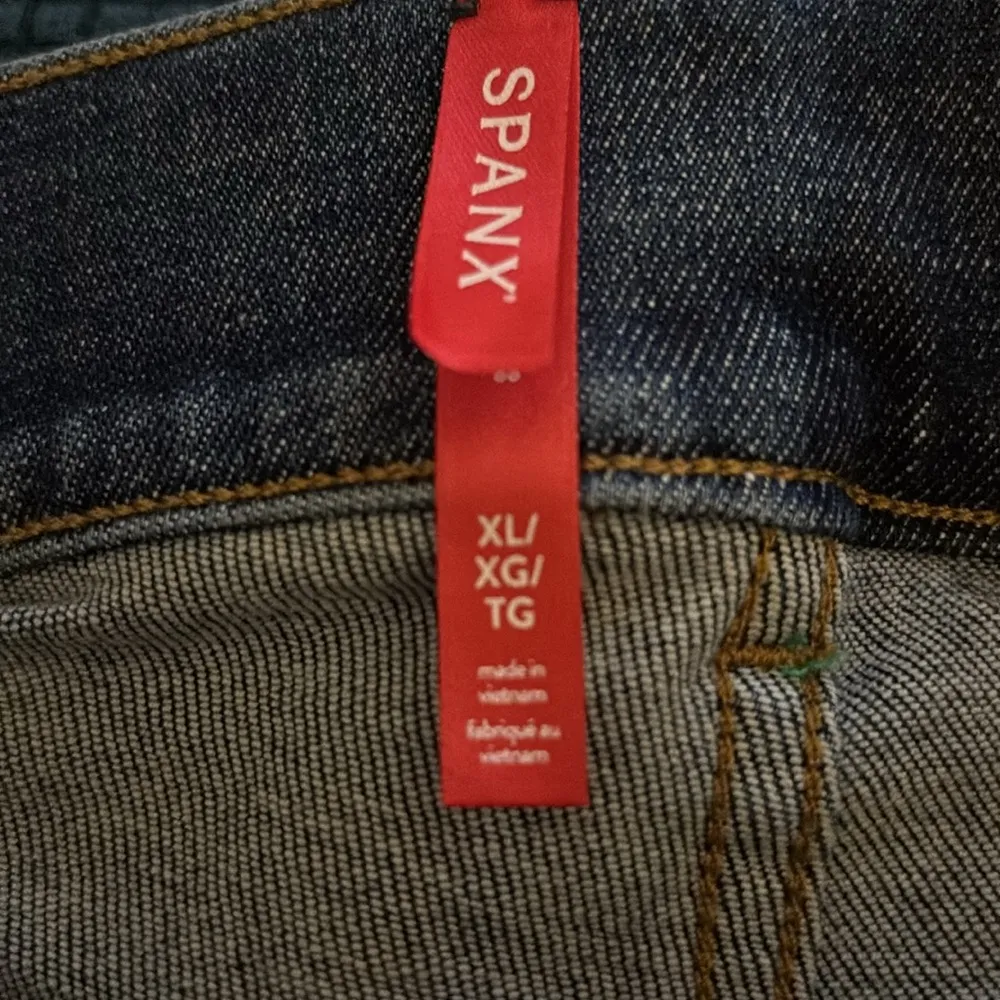 SPANX
XL/
XG/
TG
made in
vietnam
fabriqué au
vietnam